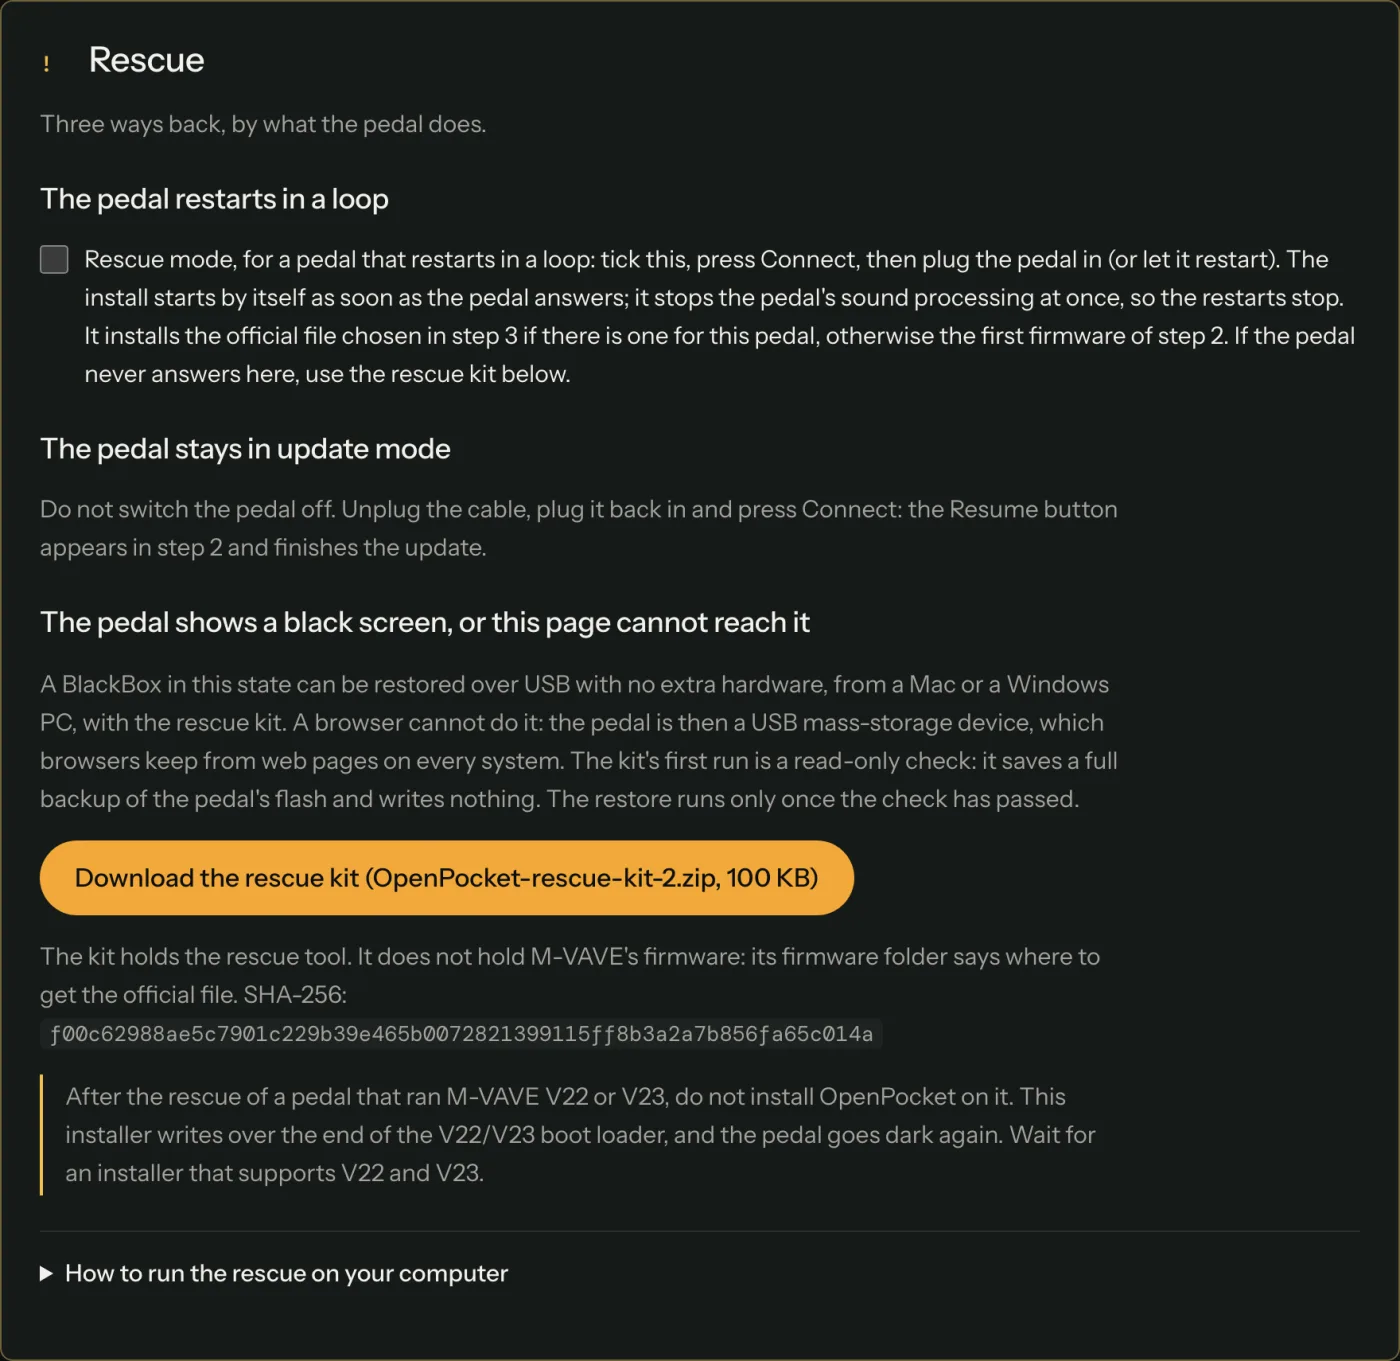 ! Rescue
Three ways back, by what the pedal does.
The pedal restarts in a loop
Rescue mode, for a pedal that restarts in a loop: tick this, press Connect, then plug the pedal in (or let it restart). The
install starts by itself as soon as the pedal answers; it stops the pedal's sound processing at once, so the restarts stop.
It installs the official file chosen in step 3 if there is one for this pedal, otherwise the first firmware of step 2. If the pedal
never answers here, use the rescue kit below.
The pedal stays in update mode
Do not switch the pedal off. Unplug the cable, plug it back in and press Connect: the Resume button
appears in step 2 and finishes the update.
The pedal shows a black screen, or this page cannot reach it
A BlackBox in this state can be restored over USB with no extra hardware, from a Mac or a Windows
PC, with the rescue kit. A browser cannot do it: the pedal is then a USB mass-storage device, which
browsers keep from web pages on every system. The kit's first run is a read-only check: it saves a full
backup of the pedal's flash and writes nothing. The restore runs only once the check has passed.
Download the rescue kit (OpenPocket-rescue-kit-2.zip, 100 KB)
The kit holds the rescue tool. It does not hold M-VAVE's firmware: its firmware folder says where to
get the official file. SHA-256:
f00c62988ae5c7901c229b39e465b0072821399115ff8b3a2a7b856fa65c014a
After the rescue of a pedal that ran M-VAVE V22 or V23, do not install OpenPocket on it. This
installer writes over the end of the V22/V23 boot loader, and the pedal goes dark again. Wait for
an installer that supports V22 and V23.
How to run the rescue on your computer